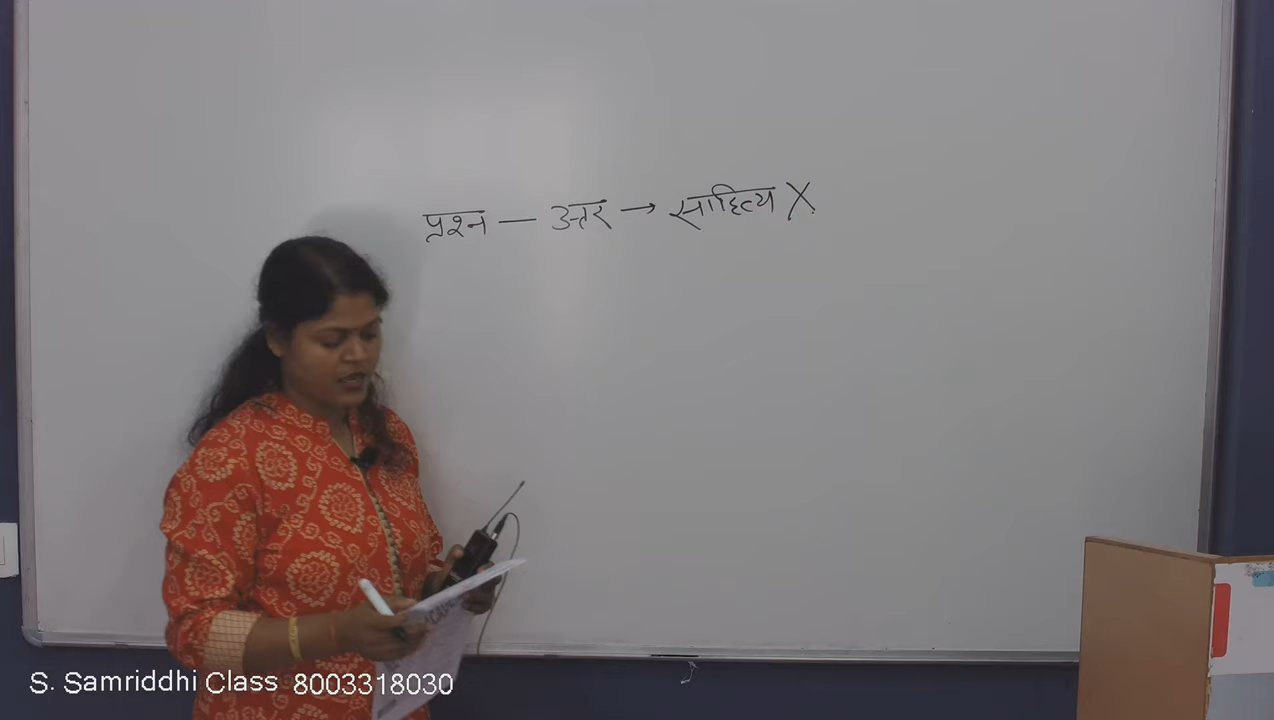 प्रश्न — उत्तर → साहित्य X
S. Samriddhi Class 8003318030